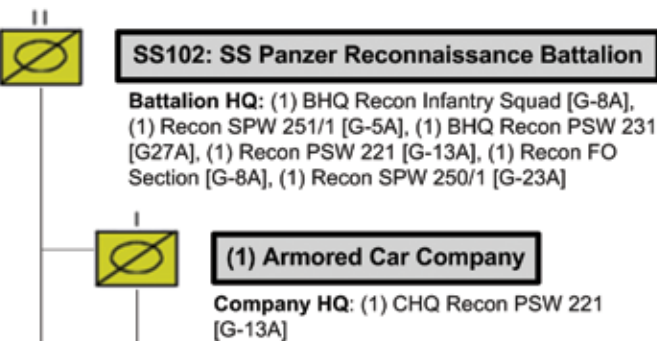 II
SS102: SS Panzer Reconnaissance Battalion
Battalion HQ: (1) BHQ Recon Infantry Squad [G-8A],
(1) Recon SPW 251/1 [G-5A], (1) BHQ Recon PSW 231
[G27A], (1) Recon PSW 221 [G-13A], (1) Recon FO
Section [G-8A], (1) Recon SPW 250/1 [G-23A]
I
(1) Armored Car Company
Company HQ: (1) CHQ Recon PSW 221
[G-13A]